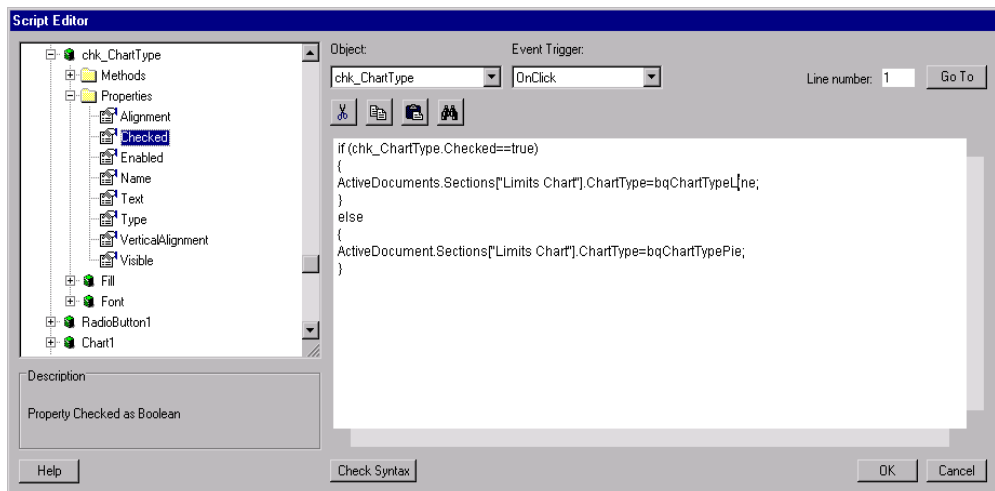 Script Editor
chk_ChartType
Methods
Properties
Alignment
Checked
Enabled
Name
Text
Type
VerticalAlignment
Visible
Fill
Font
RadioButton1
Chart1
Description
Property Checked as Boolean
Help
Object:
Event Trigger:
chk_ChartType
OnClick
Line number: 1
Go To
if (chk_ChartType.Checked==true)
{
ActiveDocuments.Sections["Limits Chart"].ChartType=bqChartTypeLine;
}
else
{
ActiveDocument.Sections["Limits Chart"].ChartType=bqChartTypePie;
}
Check Syntax
OK
Cancel